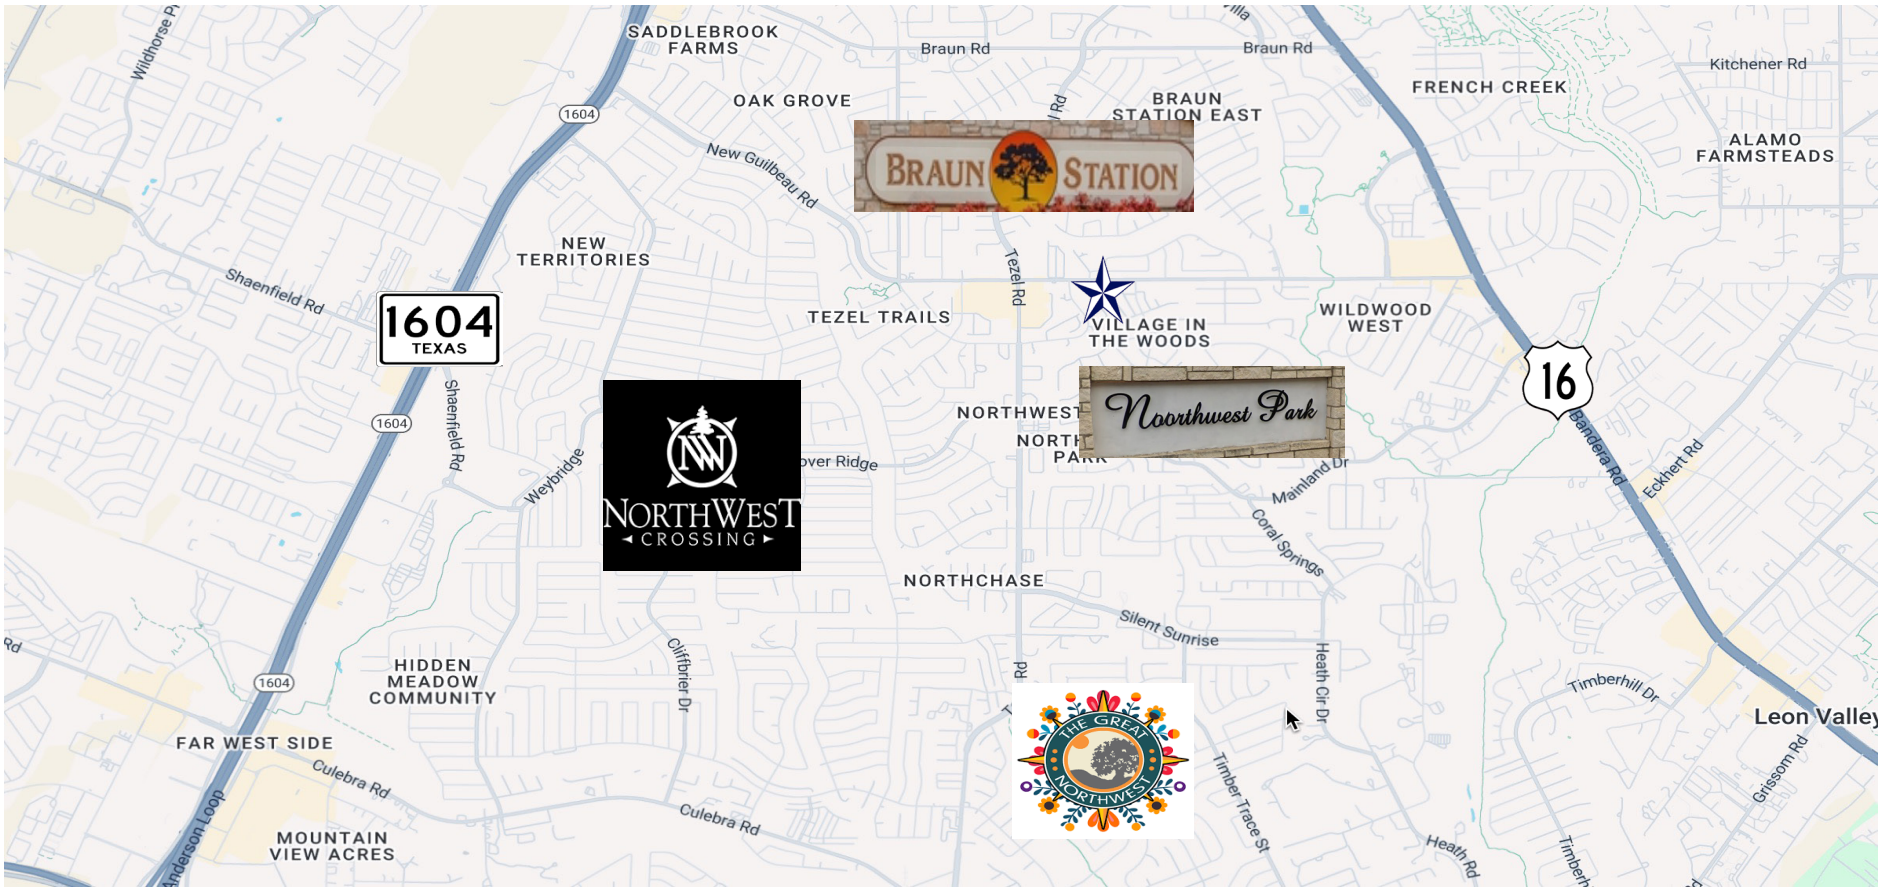 Wildhorse P
SADDLEBROOK
FARMS
Braun Rd
Braun Rd
Villa
Kitchener Rd
FRENCH CREEK
OAK GROVE
BRAUN
STATION EAST
1604
l Rd
ALAMO
FARMSTEADS
New Guilbeau Rd
BRAUN STATION
NEW
TERRITORIES
Shaenfield Rd
Tezel Rd
1604
TEXAS
TEZEL TRAILS
VILLAGE IN
THE WOODS
WILDWOOD
WEST
16
Shaenfield Rd
1604
NORTHWEST
NORTH
PARK
Noorthwest Park
Bandera Rd
Eckhert Rd
Weybridge
NW
NORTHWEST
CROSSING
over Ridge
Mainland Dr
Coral Springs
NORTHCHASE
Silent Sunrise
Rd
Heath Cir Dr
Cliffbrier Dr
Rd
HIDDEN
MEADOW
COMMUNITY
1604
Timberhill Dr
Leon Valley
THE GREAT
NORTHWEST
FAR WEST SIDE
Culebra Rd
Culebra Rd
Timber Trace St
Grissom Rd
MOUNTAIN
VIEW ACRES
Anderson Loop
Heath Rd
Timberh